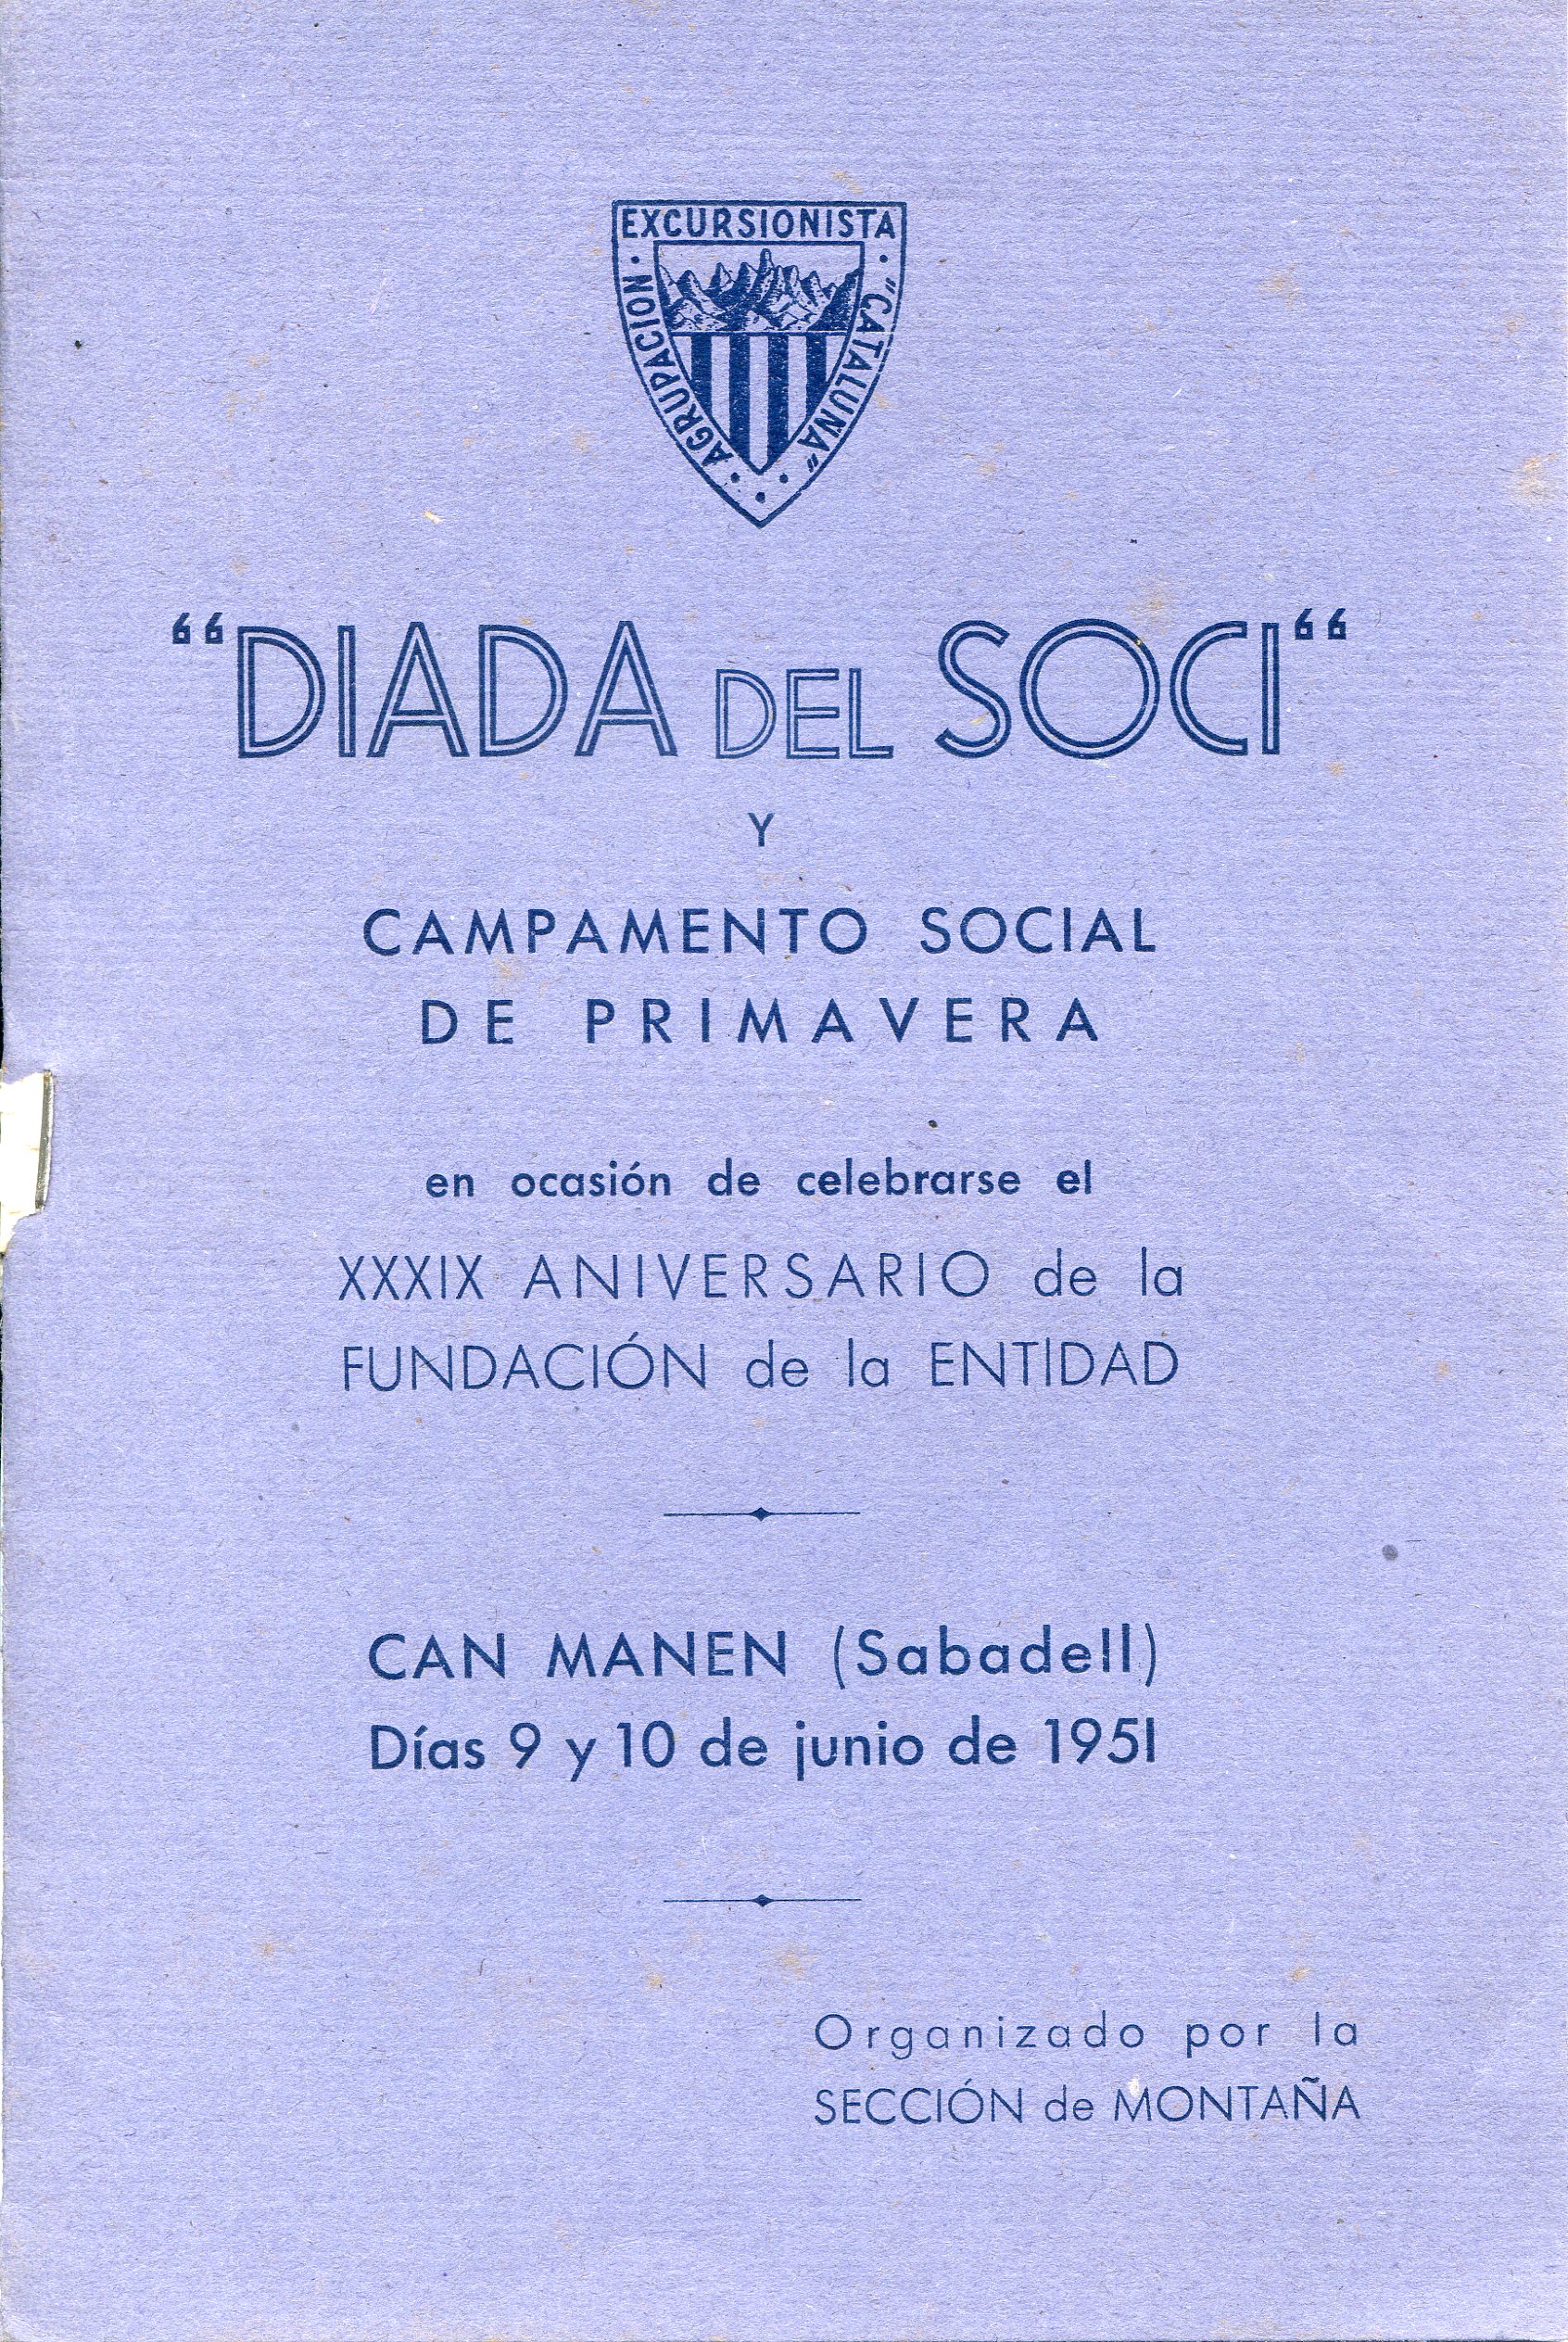 EXCURSIONISTA
AGRUPACION
"CATALUÑA"
“DIADA DEL SOCI“
Y
CAMPAMENTO SOCIAL
DE PRIMAVERA
en ocasión de celebrarse el
XXXIX ANIVERSARIO de la
FUNDACIÓN de la ENTIDAD
CAN MANEN (Sabadell)
Días 9 y 10 de junio de 1951
Organizado por la
SECCIÓN de MONTAÑA